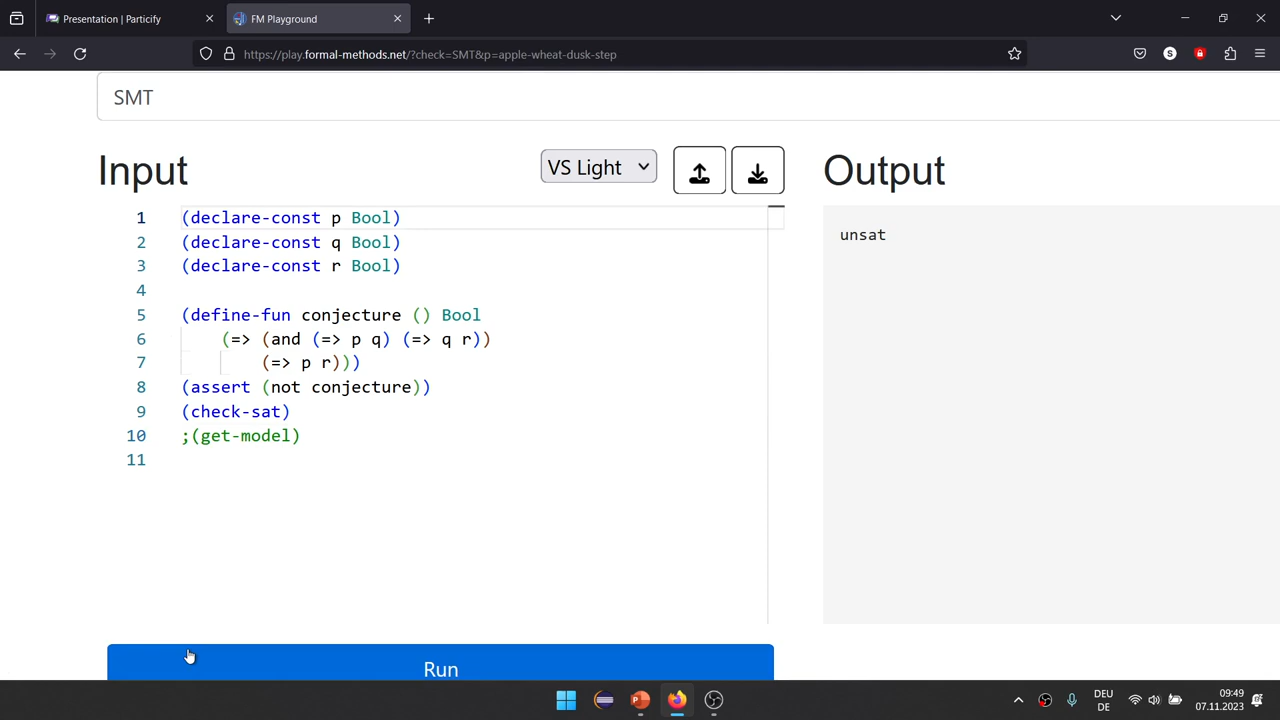 Presentation | Particify
FM Playground
https://play.formal-methods.net/?check=SMT&p=apple-wheat-dusk-step
S
SMT
Input
VS Light
Output
1 (declare-const p Bool)
2 (declare-const q Bool)
3 (declare-const r Bool)
4
5 (define-fun conjecture () Bool
6 (=> (and (=> p q) (=> q r))
7 (=> p r)))
8 (assert (not conjecture))
9 (check-sat)
10 ;(get-model)
11
unsat
Run
DEU
DE
09:49
07.11.2023